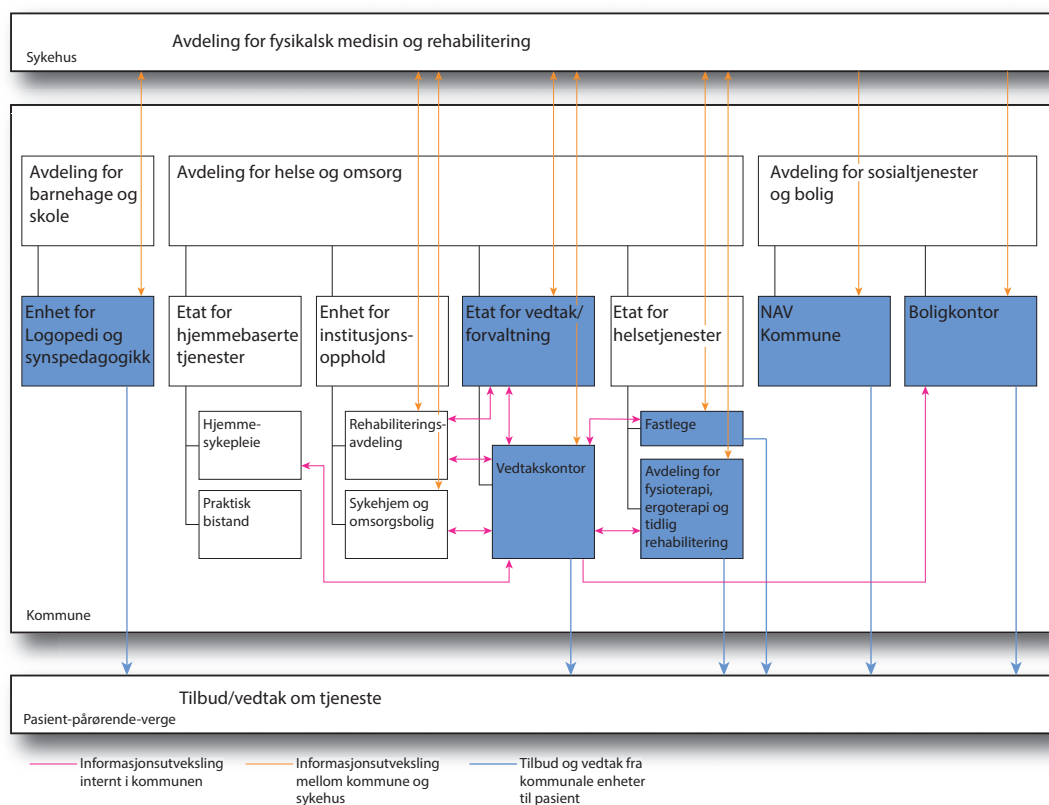 Avdeling for fysikalsk medisin og rehabilitering
Sykehus
Avdeling for
barnehage og
skole
Avdeling for helse og omsorg
Avdeling for sosialtjenester
og bolig
Enhet for
Logopedi og
synspedagogikk
Etat for
hjemmebaserte
tjenester
Enhet for
institusjons-
opphold
Etat for vedtak/
forvaltning
Etat for
helsetjenester
NAV
Kommune
Boligkontor
Hjemme-
sykepleie
Rehabiliterings-
avdeling
Fastlege
Vedtakskontor
Avdeling for
fysioterapi,
ergoterapi og
tidlig
rehabilitering
Praktisk
bistand
Sykehjem og
omsorgsbolig
Kommune
Tilbud/vedtak om tjeneste
Pasient-pårørende-verge
Informasjonsutveksling
internt i kommunen
Informasjonsutveksling
mellom kommune og
sykehus
Tilbud og vedtak fra
kommunale enheter
til pasient